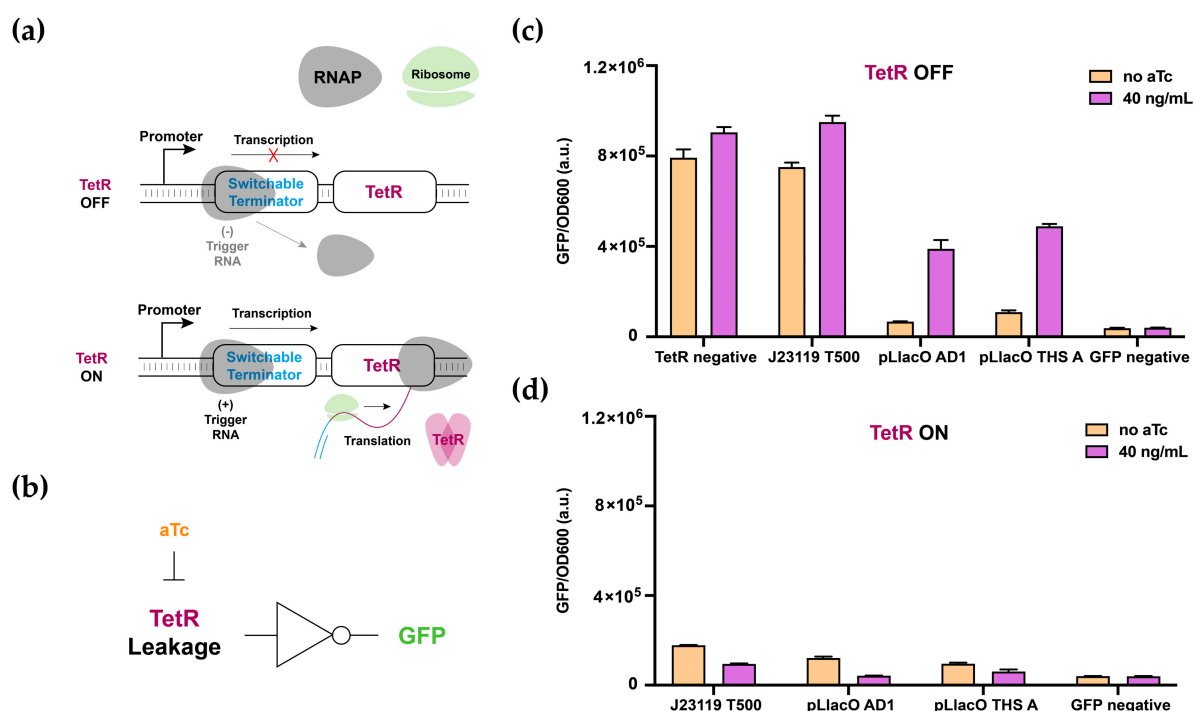 (a)
RNAP
Ribosome
Promoter
Transcription
TetR
OFF
Switchable
Terminator
TetR
(-)
Trigger
RNA
Promoter
Transcription
TetR
ON
Switchable
Terminator
TetR
(+)
Trigger
RNA
Translation
TetR
(b)
aTc
TetR
Leakage
GFP
(c)
TetR OFF
no aTc
40 ng/mL
GFP/OD600 (a.u.)
1.2×10⁶
8×10⁵
4×10⁵
0
TetR negative
J23119 T500
pLlacO AD1
pLlacO THS A
GFP negative
(d)
TetR ON
no aTc
40 ng/mL
GFP/OD600 (a.u.)
1.2×10⁶
8×10⁵
4×10⁵
0
J23119 T500
pLlacO AD1
pLlacO THS A
GFP negative